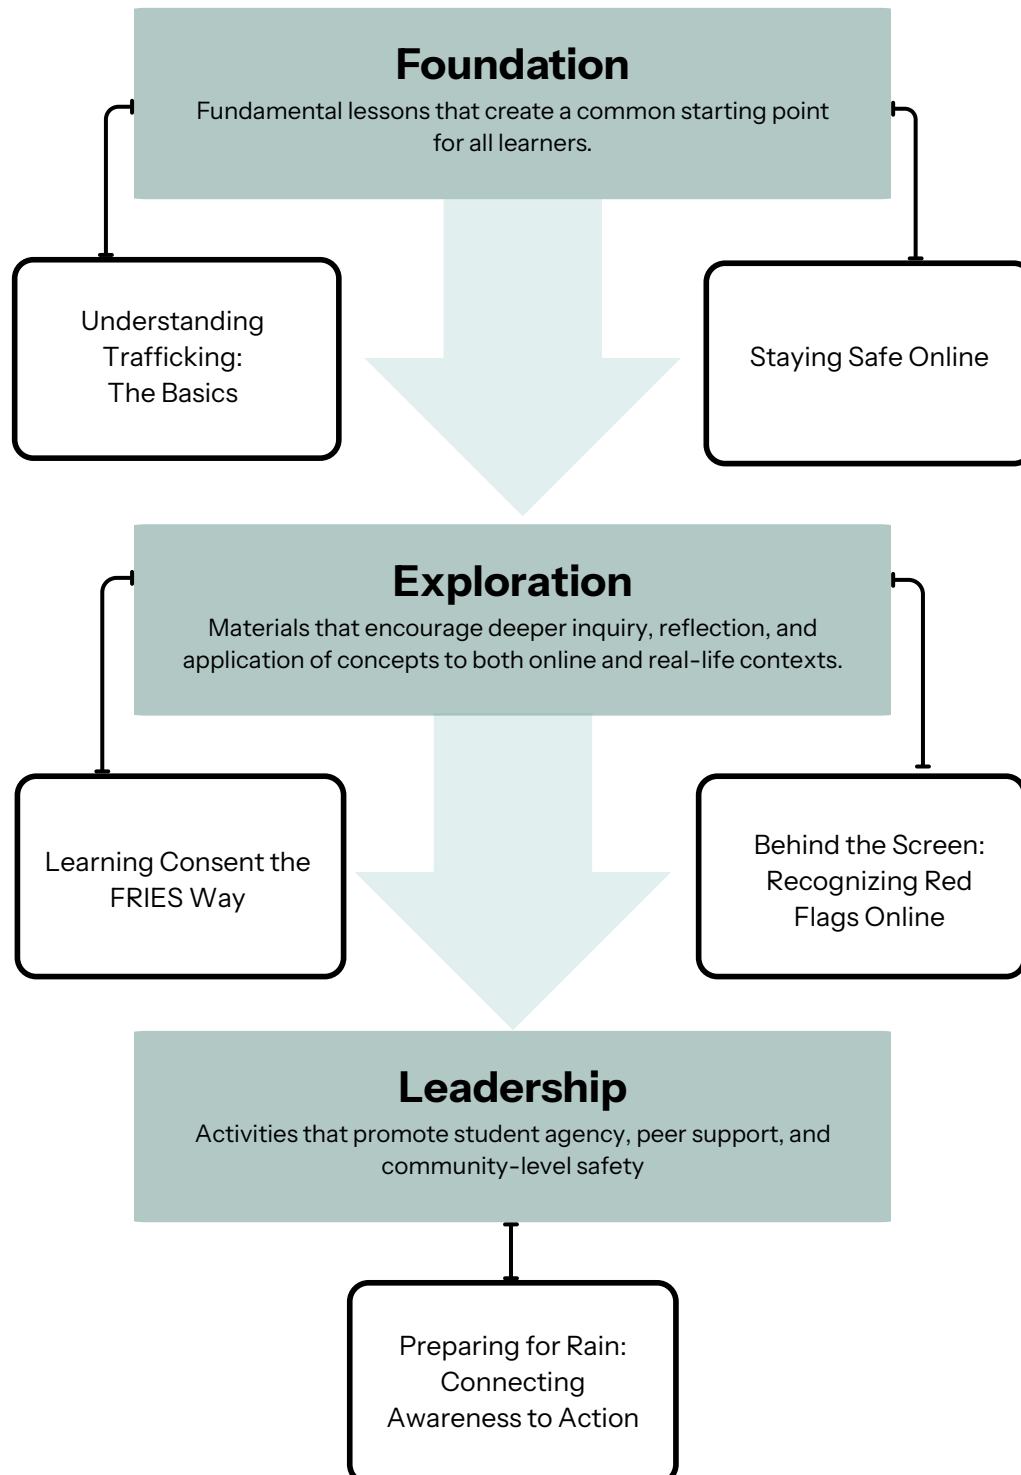 Foundation
Fundamental lessons that create a common starting point
for all learners.
Understanding
Trafficking:
The Basics
Staying Safe Online
Exploration
Materials that encourage deeper inquiry, reflection, and
application of concepts to both online and real-life contexts.
Learning Consent the
FRIES Way
Behind the Screen:
Recognizing Red
Flags Online
Leadership
Activities that promote student agency, peer support, and
community-level safety
Preparing for Rain:
Connecting
Awareness to Action